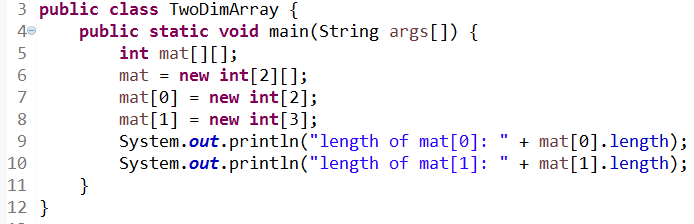 3 public class TwoDimArray {
4 public static void main(String args[]) {
5 int mat[][];
6 mat = new int[2][];
7 mat[0] = new int[2];
8 mat[1] = new int[3];
9 System.out.println("length of mat[0]: " + mat[0].length);
10 System.out.println("length of mat[1]: " + mat[1].length);
11 }
12 }